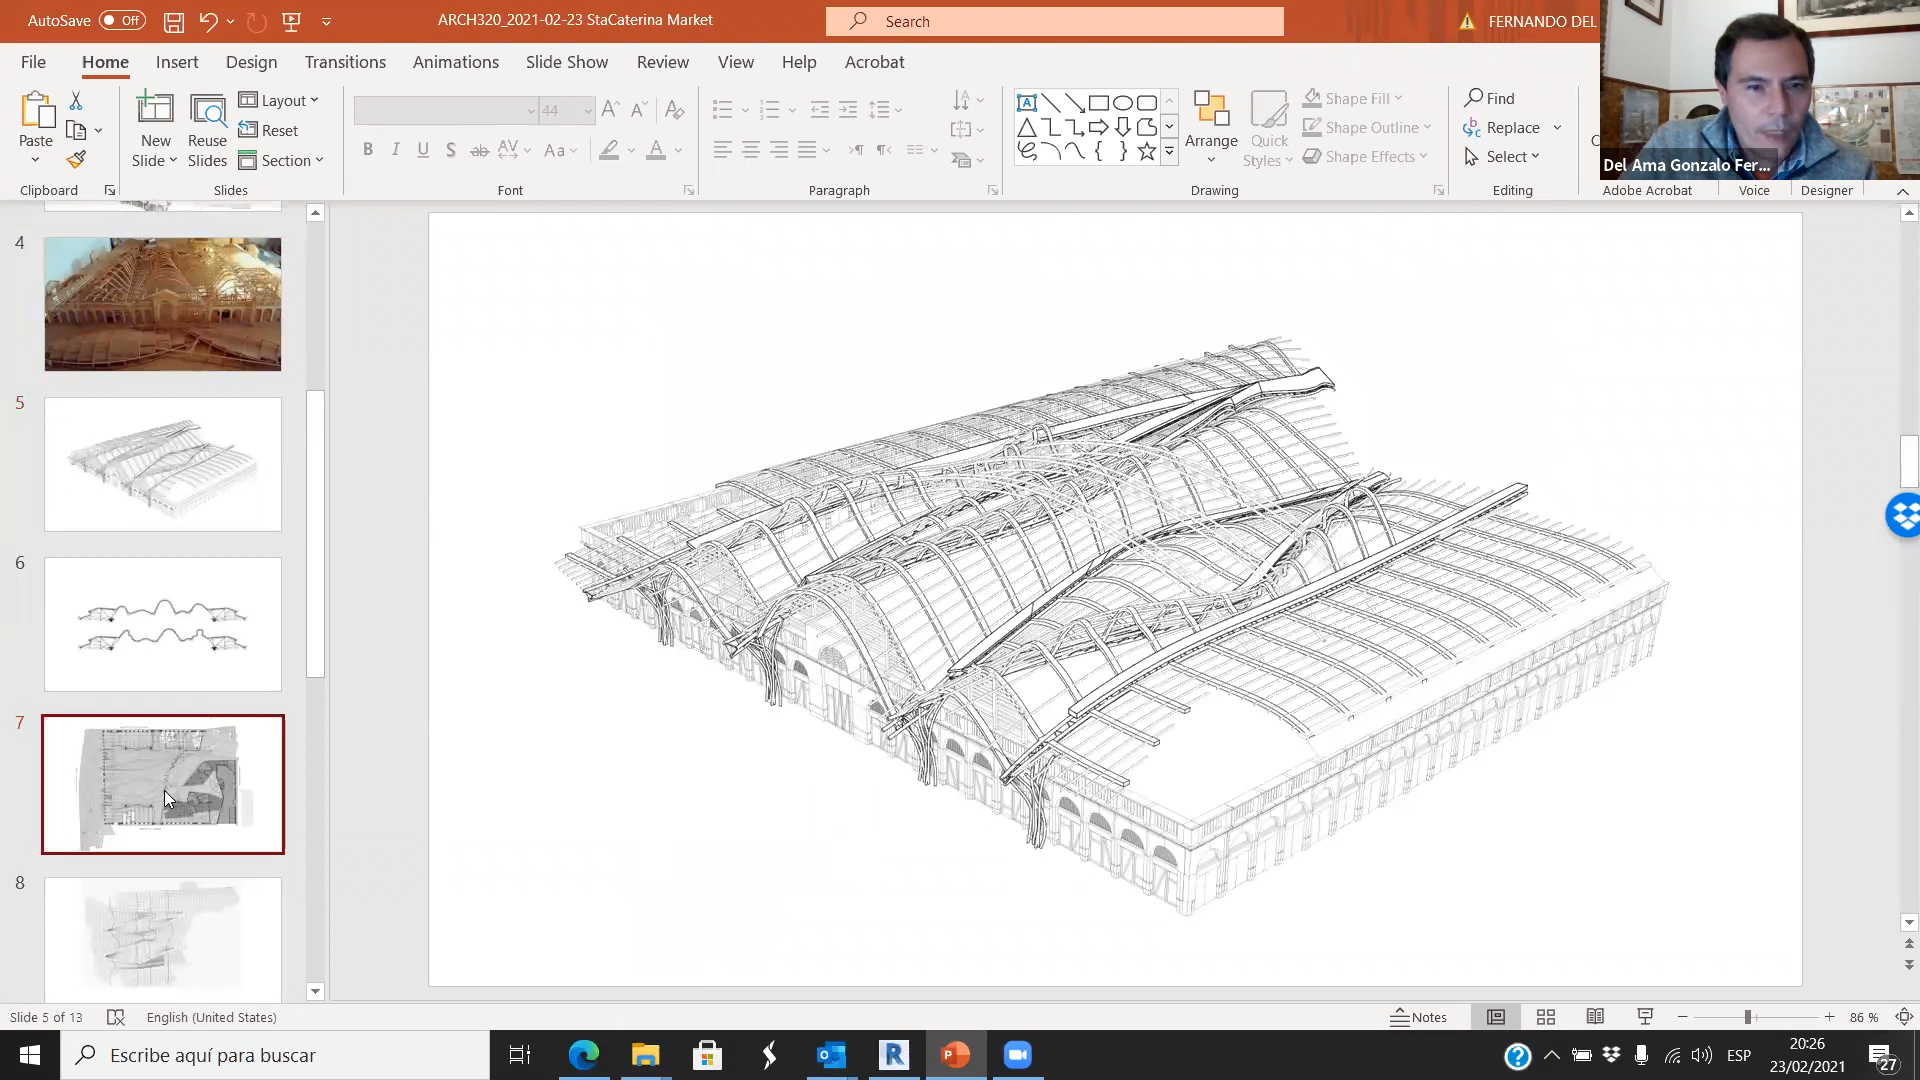 AutoSave Off
ARCH320_2021-02-23 StaCaterina Market
Search
FERNANDO DEL
File Home Insert Design Transitions Animations Slide Show Review View Help Acrobat
Paste
New Slide
Reuse Slides
Layout
Reset
Section
44
B I U S ab AV Aa A
A
Arrange
Quick Styles
Shape Fill
Shape Outline
Shape Effects
Find
Replace
Select
Clipboard Slides Font Paragraph Drawing Editing Adobe Acrobat Voice Designer
Del Ama Gonzalo Fer...
4
5
6
7
8
Slide 5 of 13 English (United States) Notes 86 %
Escribe aquí para buscar
ESP
20:26
23/02/2021
27